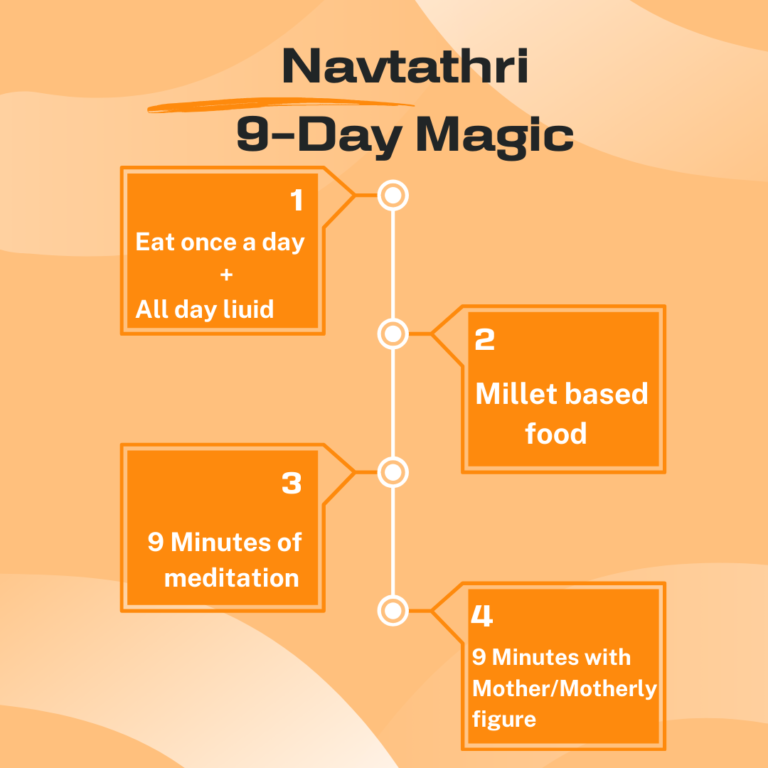 Navtathri
9-Day Magic
1
Eat once a day
+
All day liuid
2
Millet based
food
3
9 Minutes of
meditation
4
9 Minutes with
Mother/Motherly
figure